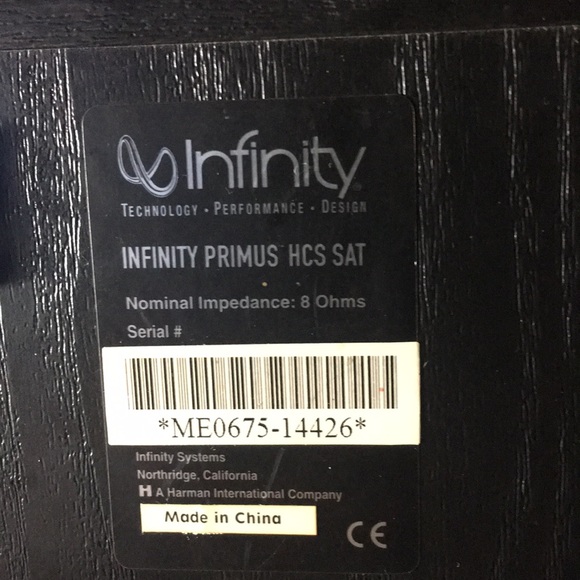 Infinity
TECHNOLOGY • PERFORMANCE • DESIGN
INFINITY PRIMUS HCS SAT
Nominal Impedance: 8 Ohms
Serial #
*ME0675-14426*
Infinity Systems
Northridge, California
H A Harman International Company
Made in China
CE